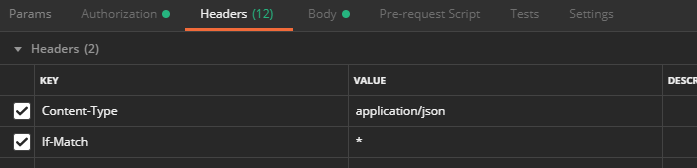 Params Authorization Headers (12) Body Pre-request Script Tests Settings
Headers (2)
KEY VALUE DESCR
Content-Type application/json
If-Match *